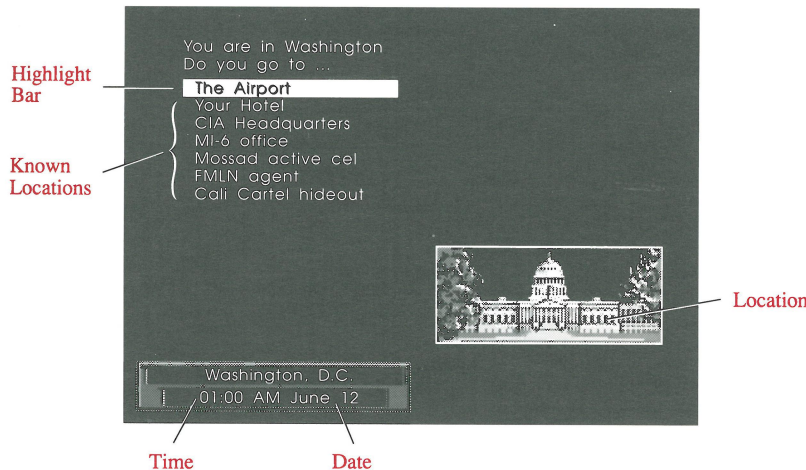 You are in Washington
Do you go to ...
Highlight
Bar
The Airport
Your Hotel
CIA Headquarters
MI-6 office
Mossad active cel
FMLN agent
Cali Cartel hideout
Known
Locations
Location
Washington, D.C.
01:00 AM June 12
Time
Date